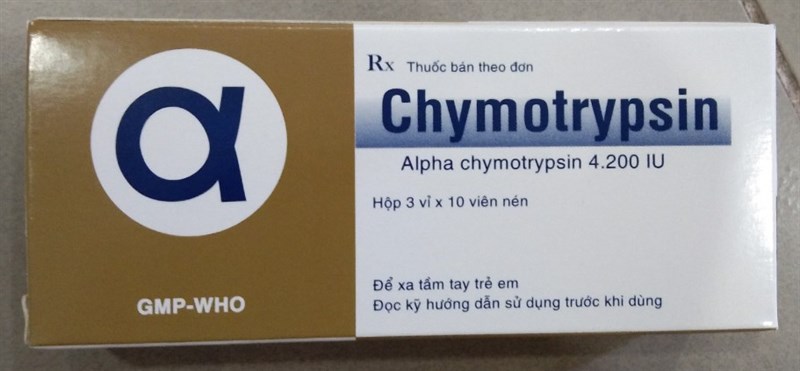 α
GMP-WHO
Rx Thuốc bán theo đơn
Chymotrypsin
Alpha chymotrypsin 4.200 IU
Hộp 3 vỉ x 10 viên nén
Để xa tầm tay trẻ em
Đọc kỹ hướng dẫn sử dụng trước khi dùng